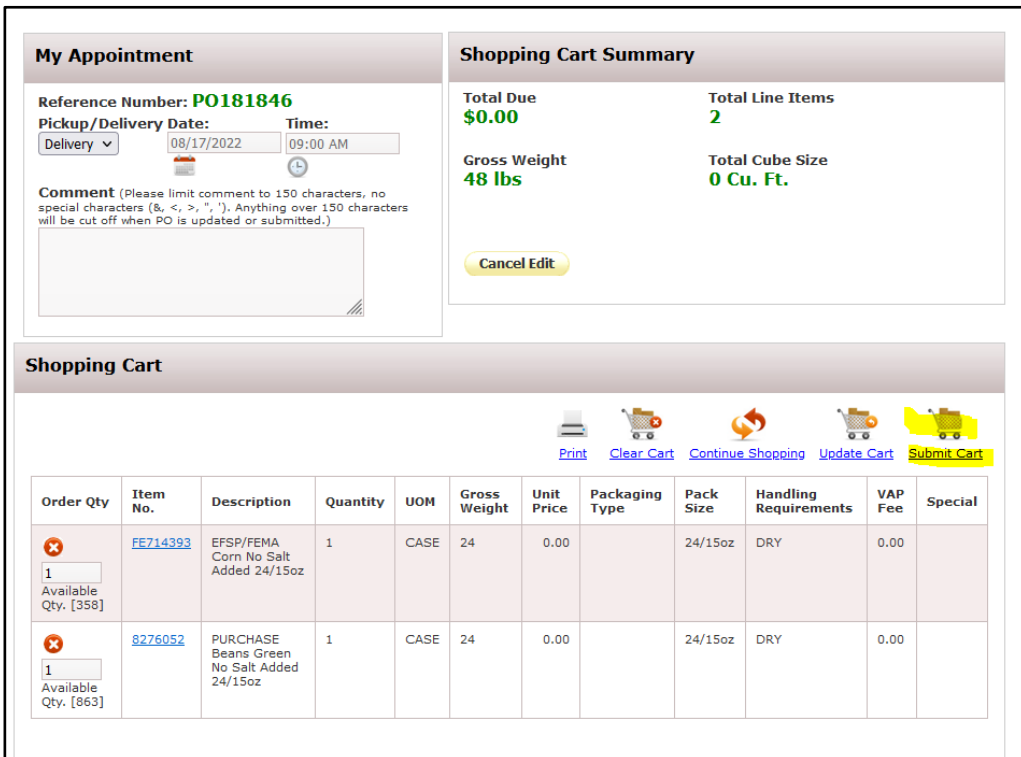 My Appointment
Reference Number: PO181846
Pickup/Delivery Date: Time:
Delivery 08/17/2022 09:00 AM
Comment (Please limit comment to 150 characters, no
special characters (&, <, >, ", '). Anything over 150 characters
will be cut off when PO is updated or submitted.)
Shopping Cart Summary
Total Due Total Line Items
$0.00 2
Gross Weight Total Cube Size
48 lbs 0 Cu. Ft.
Cancel Edit
Shopping Cart
Print Clear Cart Continue Shopping Update Cart Submit Cart
Order Qty Item No. Description Quantity UOM Gross Weight Unit Price Packaging Type Pack Size Handling Requirements VAP Fee Special
FE714393 EFSP/FEMA 1 CASE 24 0.00 24/15oz DRY 0.00
Corn No Salt
1 Added 24/15oz
Available
Qty. [358]
8276052 PURCHASE 1 CASE 24 0.00 24/15oz DRY 0.00
Beans Green
1 No Salt Added
Available 24/15oz
Qty. [863]